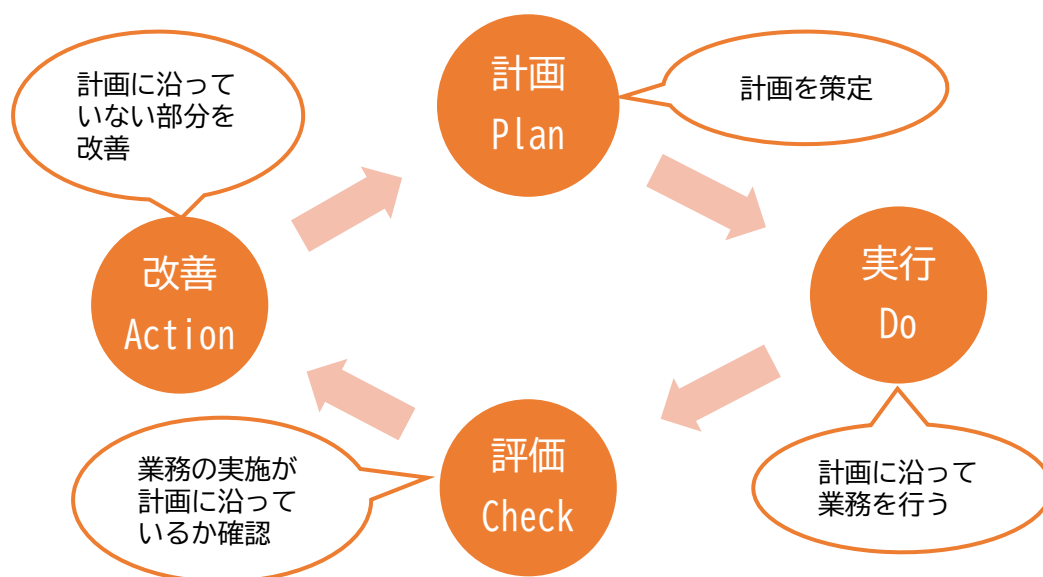 計画
Plan
計画を策定
実行
Do
計画に沿って
業務を行う
評価
Check
業務の実施が
計画に沿って
いるか確認
改善
Action
計画に沿って
いない部分を
改善